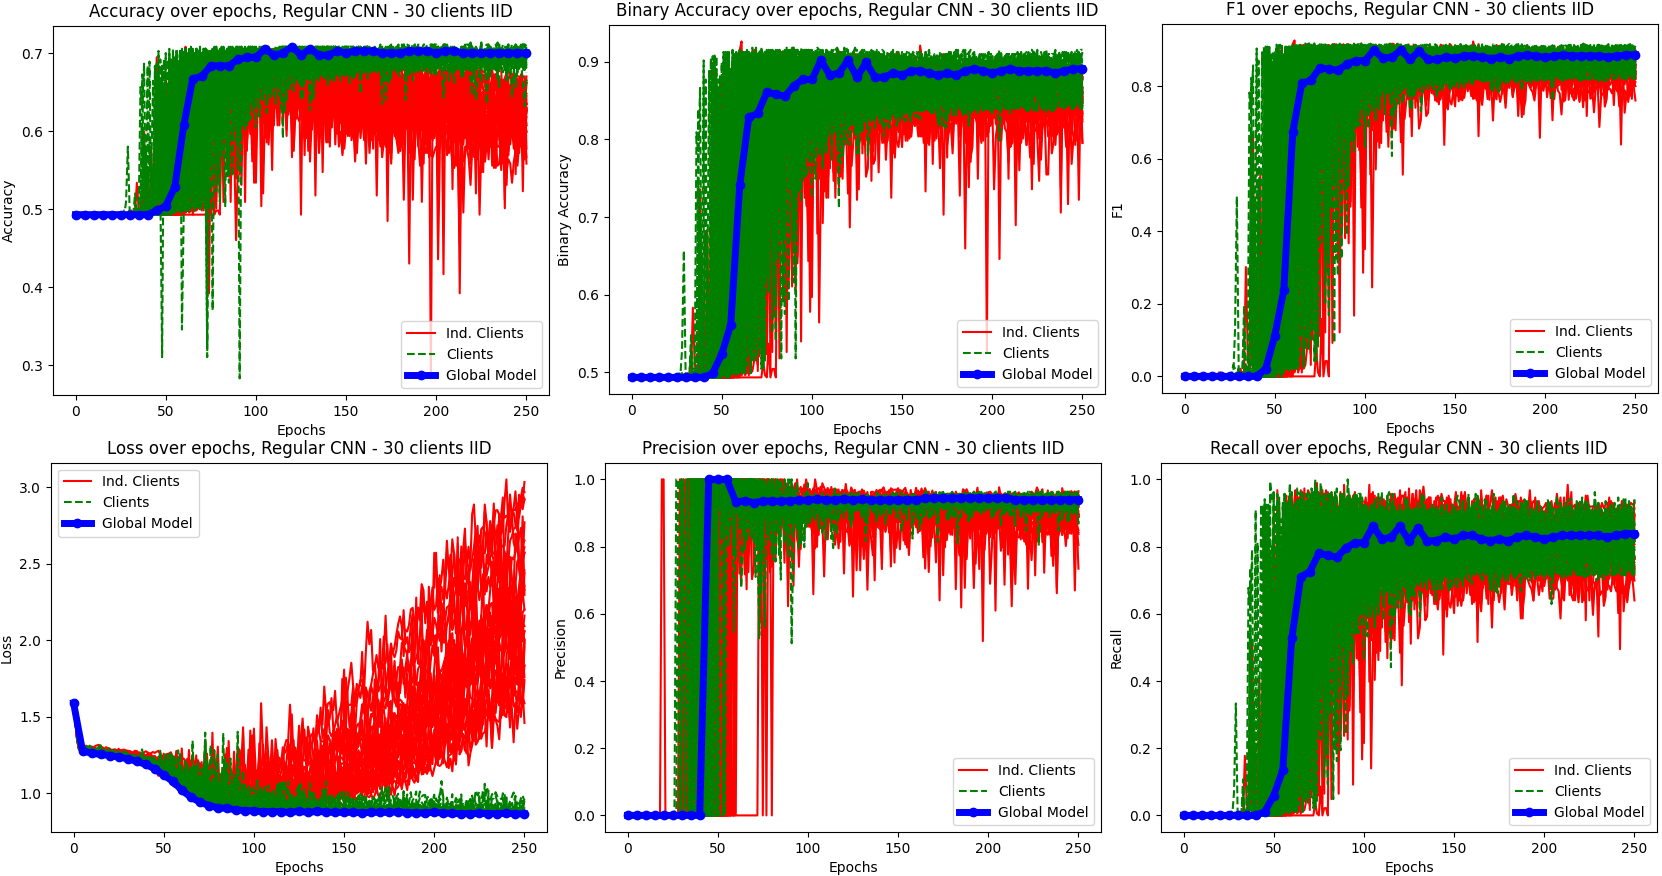 Accuracy over epochs, Regular CNN - 30 clients IID
Accuracy
0.7
0.6
0.5
0.4
0.3
Ind. Clients
Clients
Global Model
0 50 100 150 200 250
Epochs
Binary Accuracy over epochs, Regular CNN - 30 clients IID
Binary Accuracy
0.9
0.8
0.7
0.6
0.5
Ind. Clients
Clients
Global Model
0 50 100 150 200 250
Epochs
F1 over epochs, Regular CNN - 30 clients IID
F1
0.8
0.6
0.4
0.2
0.0
Ind. Clients
Clients
Global Model
0 50 100 150 200 250
Epochs
Loss over epochs, Regular CNN - 30 clients IID
Loss
3.0
2.5
2.0
1.5
1.0
Ind. Clients
Clients
Global Model
0 50 100 150 200 250
Epochs
Precision over epochs, Regular CNN - 30 clients IID
Precision
1.0
0.8
0.6
0.4
0.2
0.0
Ind. Clients
Clients
Global Model
0 50 100 150 200 250
Epochs
Recall over epochs, Regular CNN - 30 clients IID
Recall
1.0
0.8
0.6
0.4
0.2
0.0
Ind. Clients
Clients
Global Model
0 50 100 150 200 250
Epochs